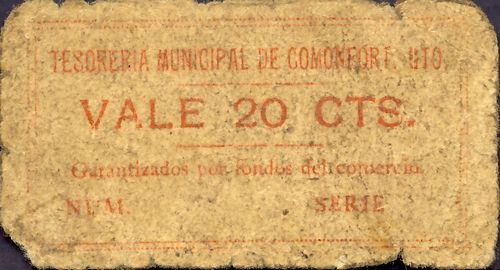 TESORERIA MUNICIPAL DE COMONFORT. GTO.
VALE 20 CTS.
Garantizados por fondos del comercio.
NUM. SERIE